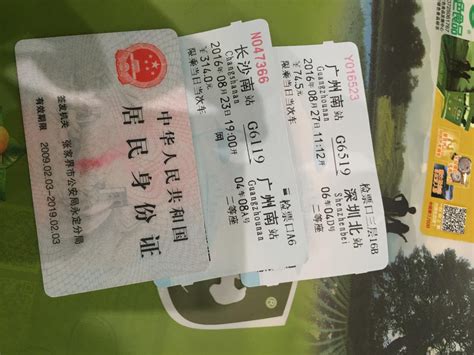 中华人民共和国
居民身份证
签发机关 张家界市公安局永定分局
有效期限 2009.02.03-2019.02.03
N047366
长沙南站 G6119 广州南站
Changshanan Guangzhounan
2016年08月23日19:00开 04车08A号
¥314.0元 二等座
限乘当日当次车
检票口A6
Y016523
广州南站 G6519 深圳北站
Guangzhounan Shenzhenbei
2016年08月27日11:12开 06车04D号
¥74.5元 二等座
限乘当日当次车
检票口三层16B